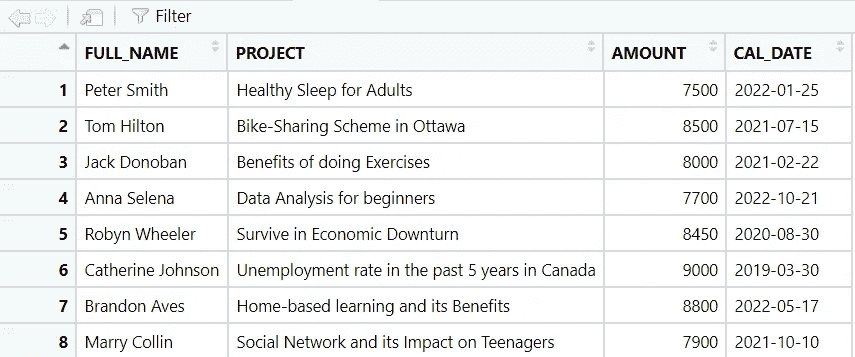 Filter
FULL_NAME PROJECT AMOUNT CAL_DATE
1 Peter Smith Healthy Sleep for Adults 7500 2022-01-25
2 Tom Hilton Bike-Sharing Scheme in Ottawa 8500 2021-07-15
3 Jack Donoban Benefits of doing Exercises 8000 2021-02-22
4 Anna Selena Data Analysis for beginners 7700 2022-10-21
5 Robyn Wheeler Survive in Economic Downturn 8450 2020-08-30
6 Catherine Johnson Unemployment rate in the past 5 years in Canada 9000 2019-03-30
7 Brandon Aves Home-based learning and its Benefits 8800 2022-05-17
8 Marry Collin Social Network and its Impact on Teenagers 7900 2021-10-10